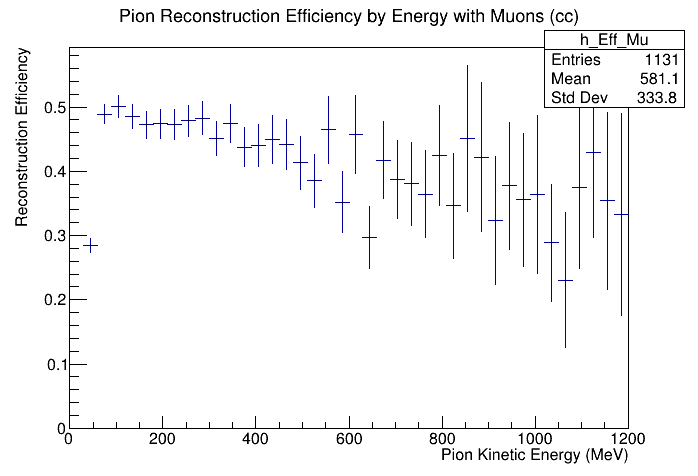 Pion Reconstruction Efficiency by Energy with Muons (cc)
h_Eff_Mu
Entries 1131
Mean 581.1
Std Dev 333.8
Reconstruction Efficiency
0.5
0.4
0.3
0.2
0.1
0
0 200 400 600 800 1000 1200
Pion Kinetic Energy (MeV)